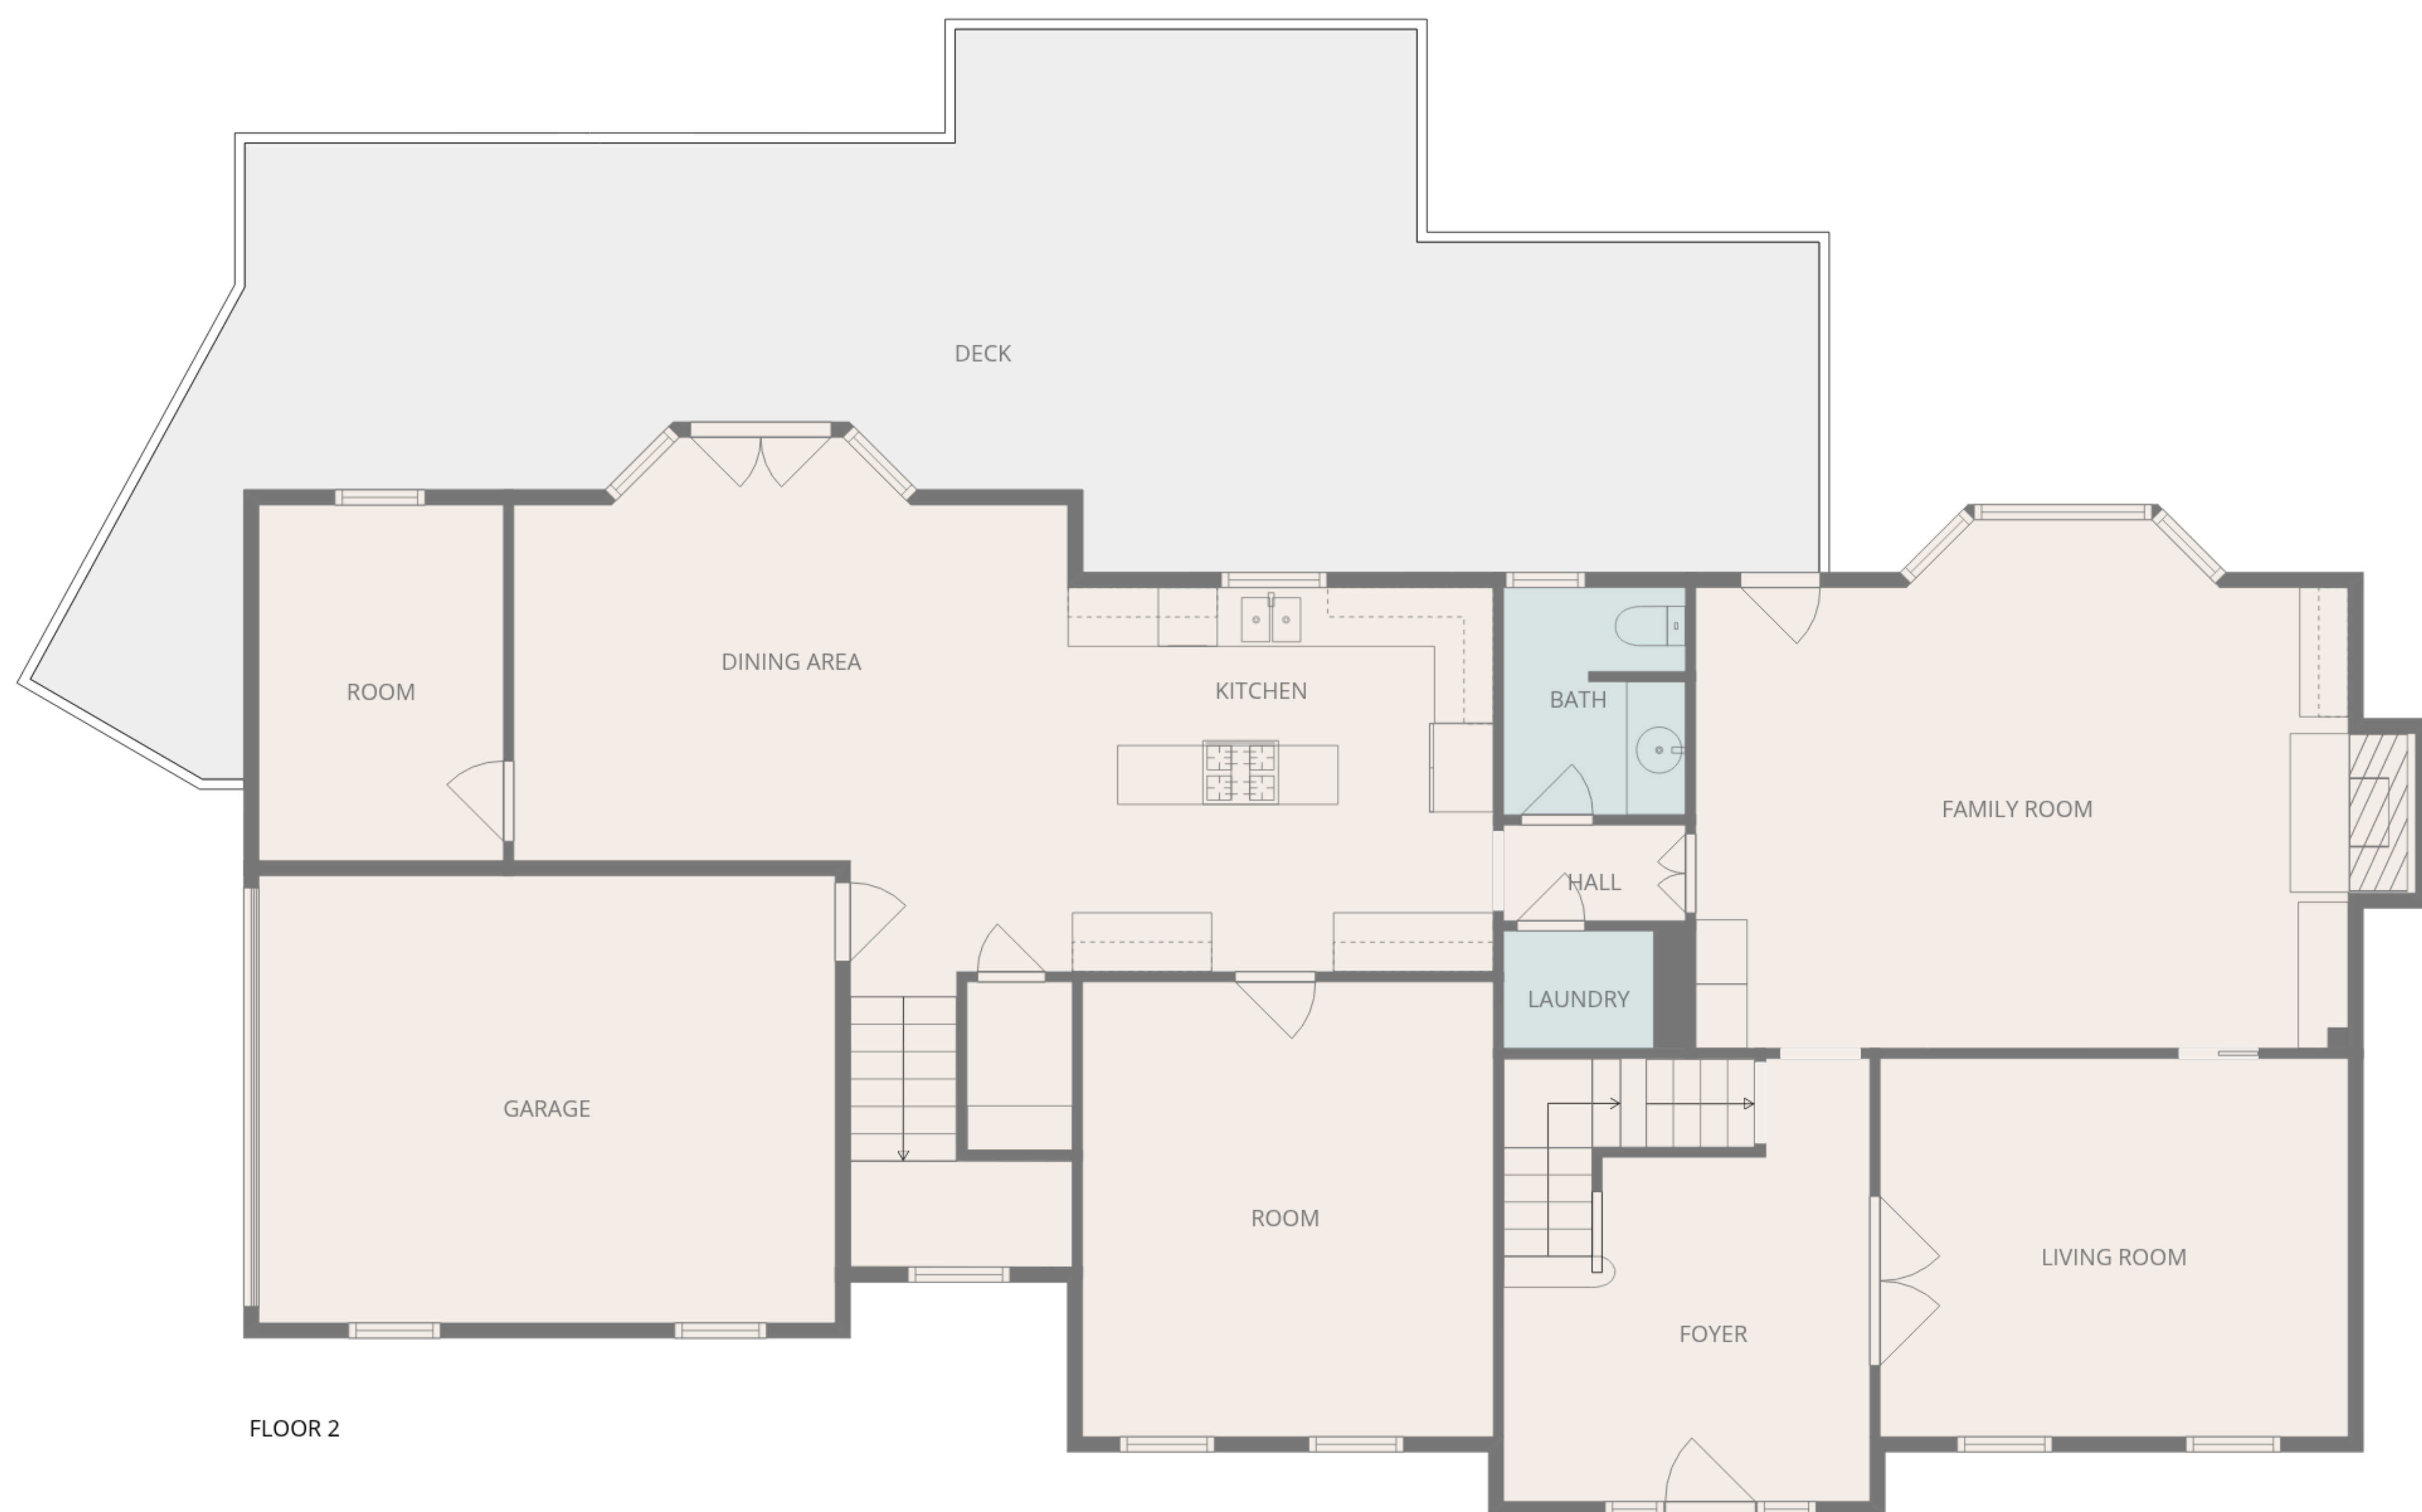 DECK
DINING AREA
KITCHEN
ROOM
BATH
FAMILY ROOM
HALL
LAUNDRY
GARAGE
ROOM
LIVING ROOM
FOYER
FLOOR 2